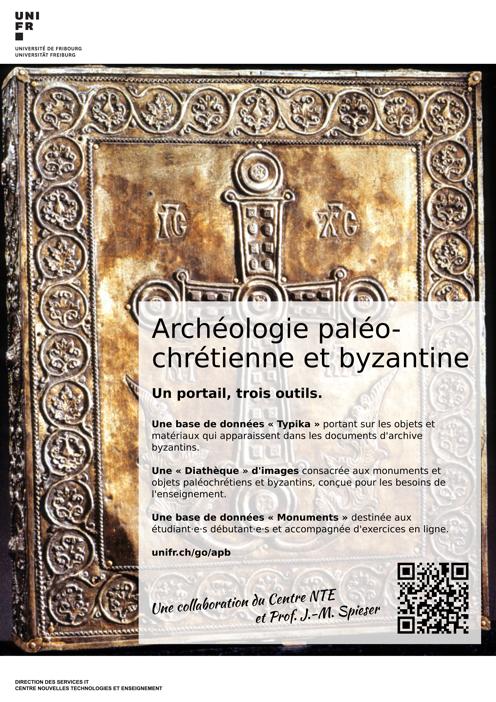 UNI
FR
UNIVERSITÉ DE FRIBOURG
UNIVERSITÄT FREIBURG
IC XC
Archéologie paléo-
chrétienne et byzantine
Un portail, trois outils.
Une base de données « Typika » portant sur les objets et
matériaux qui apparaissent dans les documents d'archive
byzantins.
Une « Diathèque » d'images consacrée aux monuments et
objets paléochrétiens et byzantins, conçue pour les besoins de
l'enseignement.
Une base de données « Monuments » destinée aux
étudiant·e·s débutant·e·s et accompagnée d'exercices en ligne.
unifr.ch/go/apb
Une collaboration du Centre NTE
et Prof. J.-M. Spieser
DIRECTION DES SERVICES IT
CENTRE NOUVELLES TECHNOLOGIES ET ENSEIGNEMENT